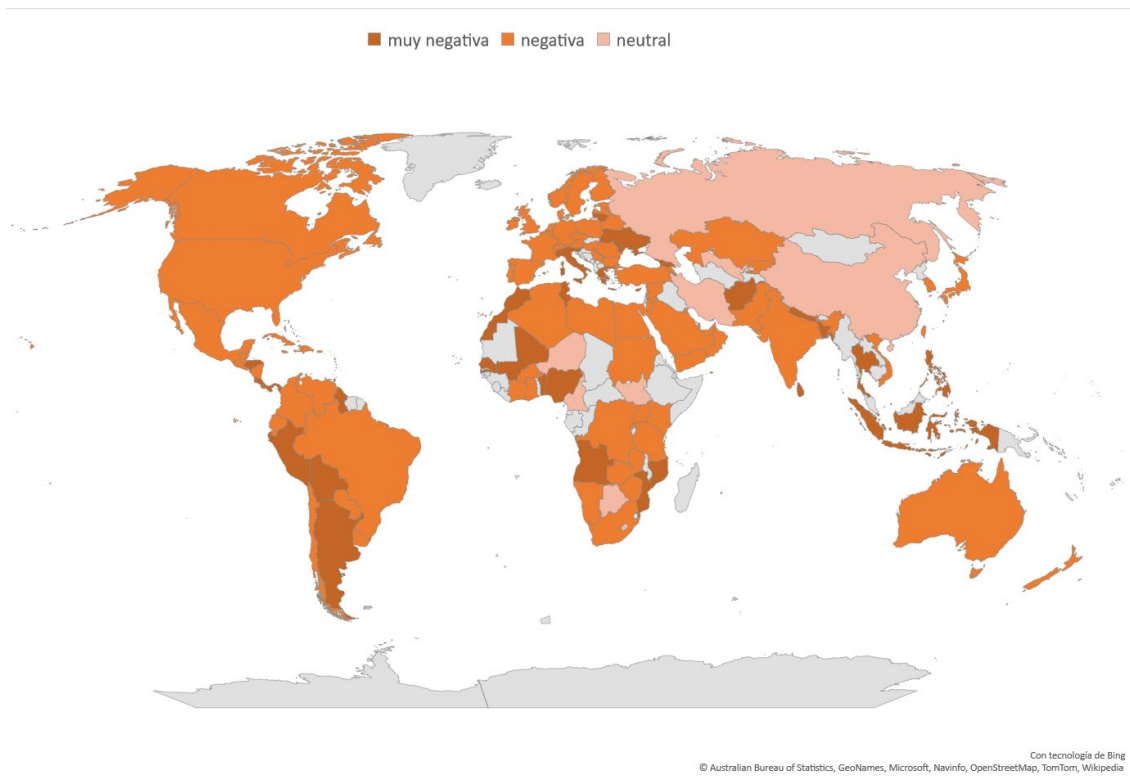 muy negativa negativa neutral
Con tecnología de Bing
© Australian Bureau of Statistics, GeoNames, Microsoft, Navinfo, OpenStreetMap, TomTom, Wikipedia